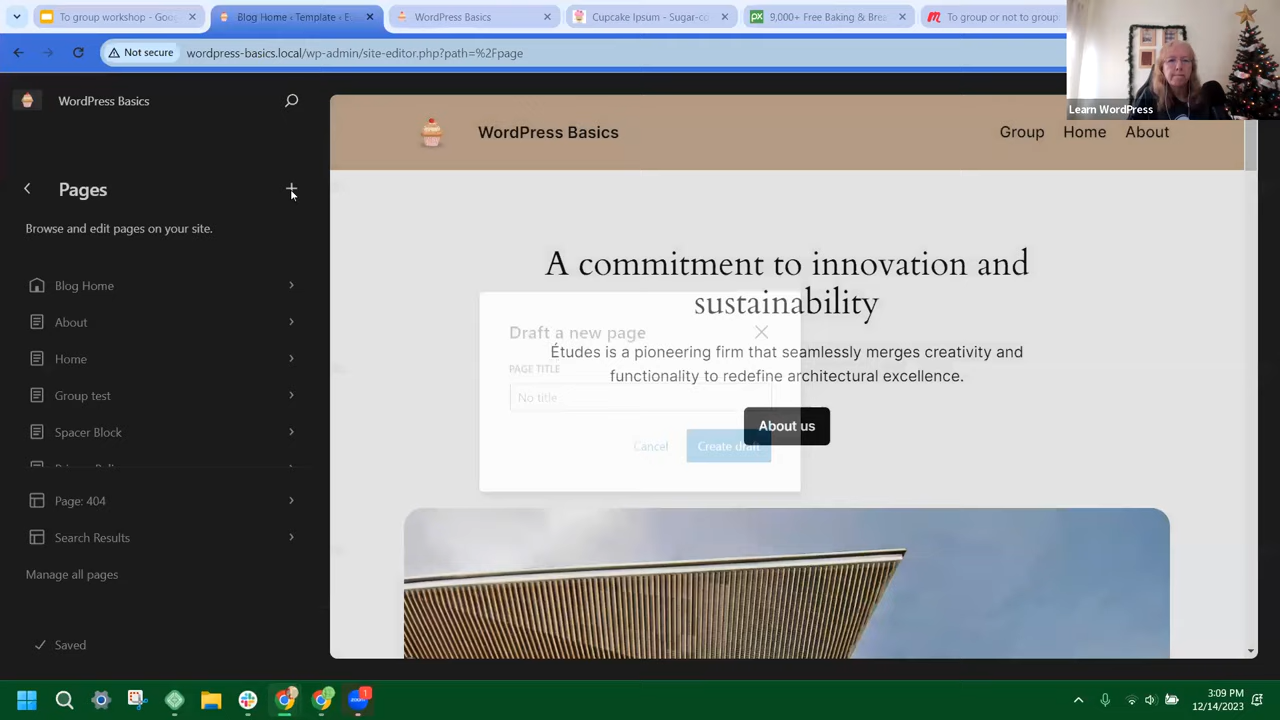 To group workshop - Goo
Blog Home ‹ Template ‹ E
WordPress Basics
Cupcake Ipsum - Sugar-co
9,000+ Free Baking & Brea
To group or not to group
Not secure
wordpress-basics.local/wp-admin/site-editor.php?path=%2Fpage
Learn WordPress
WordPress Basics
WordPress Basics
Group
Home
About
Pages
Browse and edit pages on your site.
Blog Home
About
Home
Group test
Spacer Block
Page: 404
Search Results
Manage all pages
Saved
A commitment to innovation and
sustainability
Draft a new page
Études is a pioneering firm that seamlessly merges creativity and
functionality to redefine architectural excellence.
PAGE TITLE
No title
About us
Cancel
Create draft
1
3:09 PM
12/14/2023